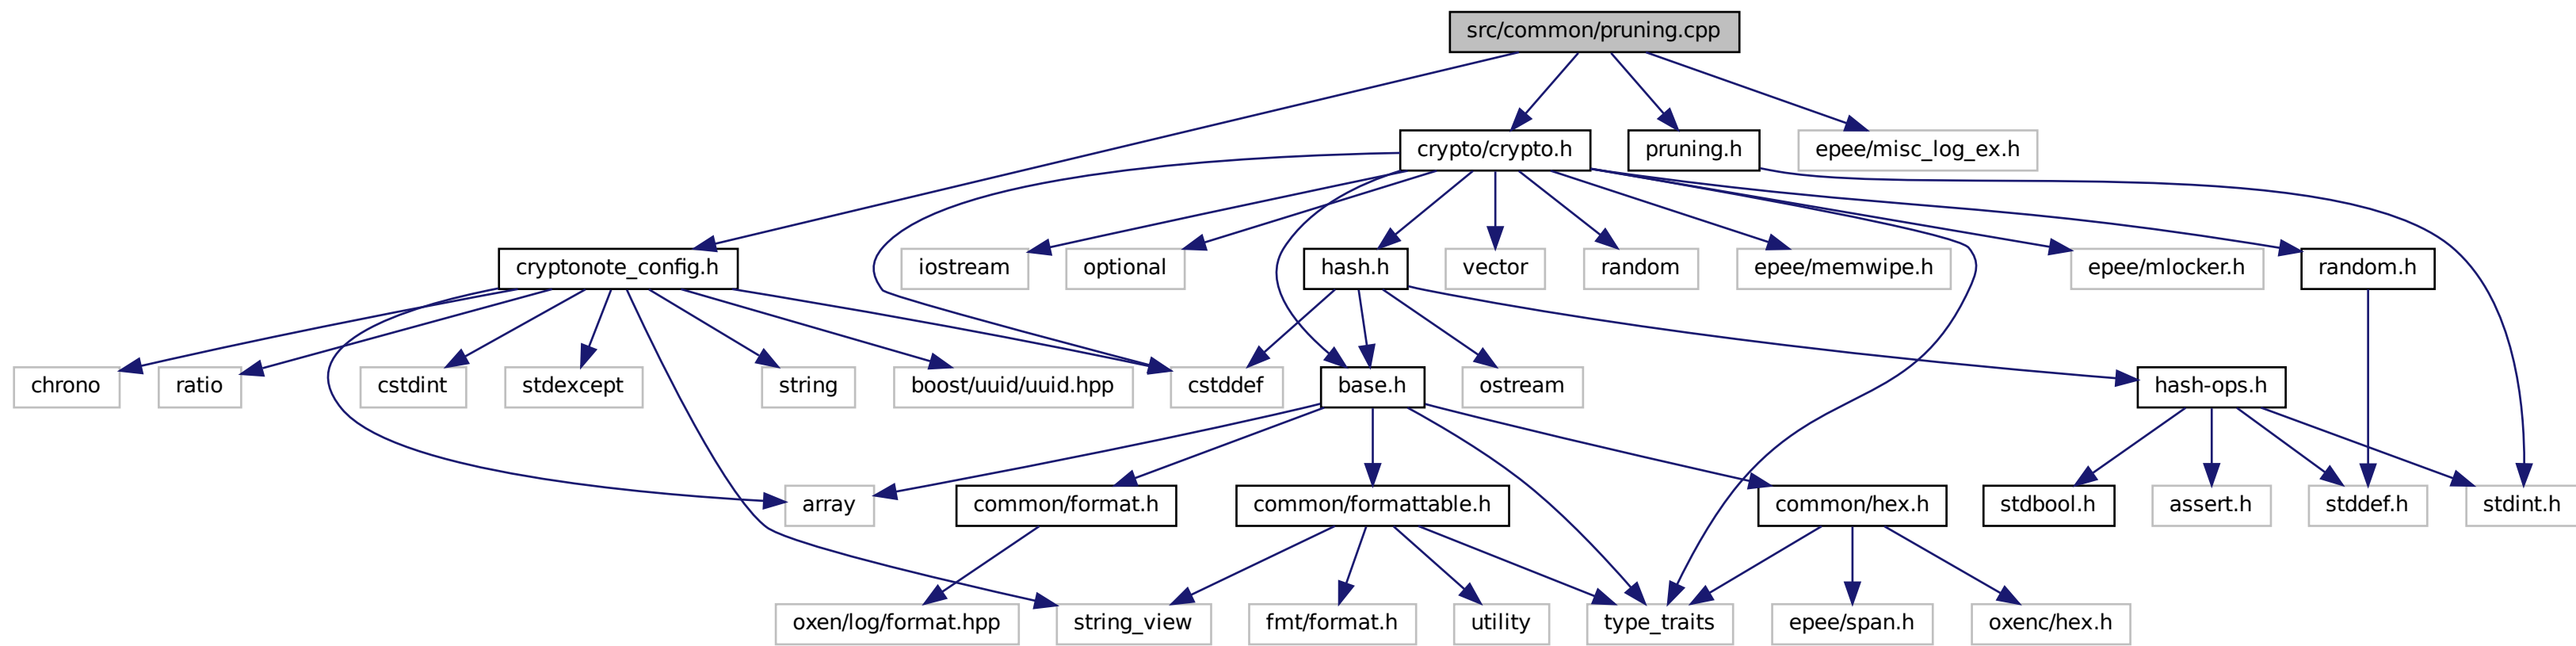 src/common/pruning.cpp
crypto/crypto.h
pruning.h
epee/misc_log_ex.h
cryptonote_config.h
iostream
optional
hash.h
vector
random
epee/memwipe.h
epee/mlocker.h
random.h
chrono
ratio
cstdint
stdexcept
string
boost/uuid/uuid.hpp
cstddef
base.h
ostream
hash-ops.h
array
common/format.h
common/formattable.h
common/hex.h
stdbool.h
assert.h
stddef.h
stdint.h
oxen/log/format.hpp
string_view
fmt/format.h
utility
type_traits
epee/span.h
oxenc/hex.h